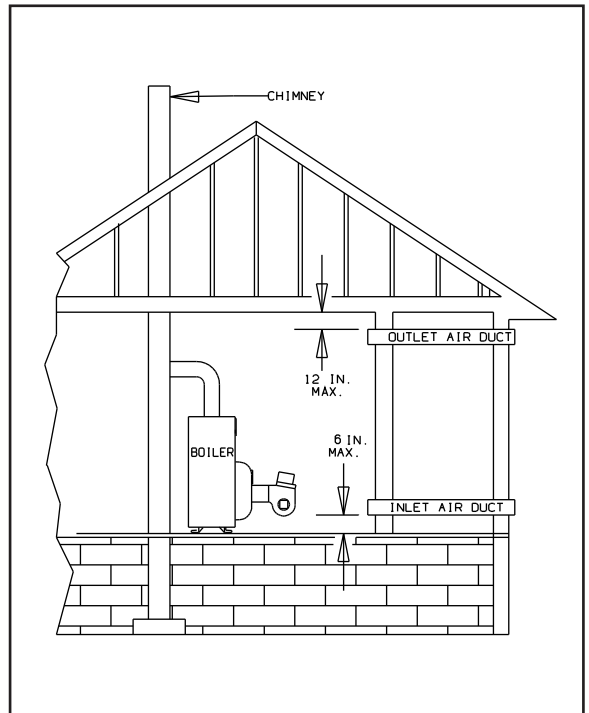 CHIMNEY
OUTLET AIR DUCT
12 IN.
MAX.
6 IN.
MAX.
BOILER
INLET AIR DUCT